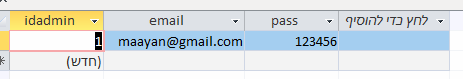 idadmin email pass לחץ כדי להוסיף
1 maayan@gmail.com 123456
(חדש)